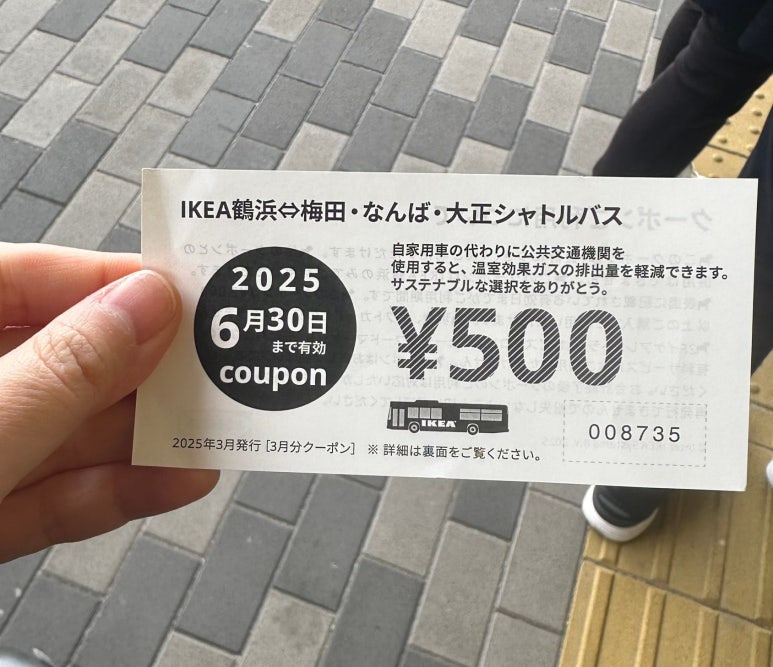 IKEA鶴浜⇔梅田・なんば・大正シャトルバス
2025
6月30日
まで有効
coupon
自家用車の代わりに公共交通機関を
使用すると、温室効果ガスの排出量を軽減できます。
サステナブルな選択をありがとう。
¥500
IKEA
008735
2025年3月発行 [3月分クーポン] ※ 詳細は裏面をご覧ください。